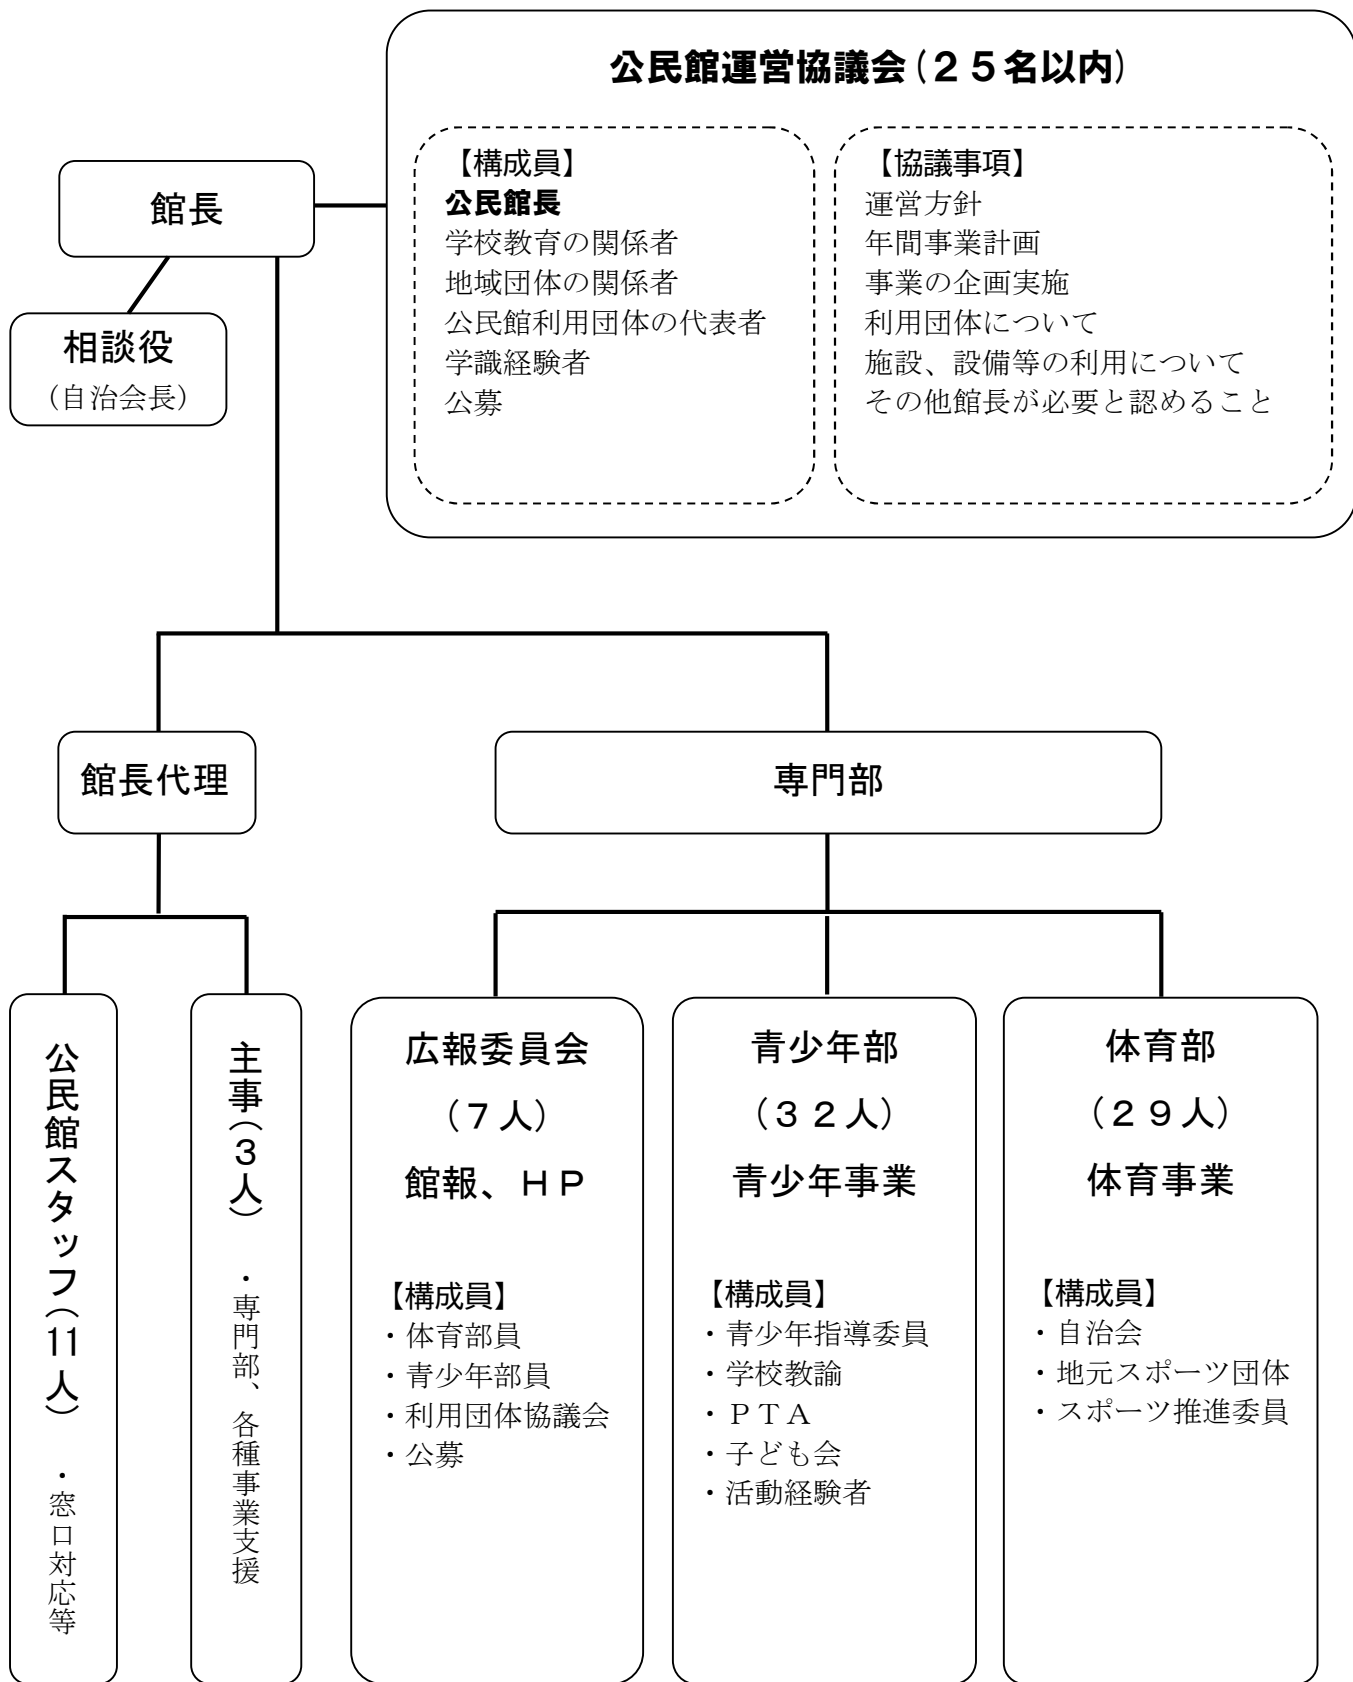 公民館運営協議会（２５名以内）
館長
相談役
（自治会長）
【構成員】
公民館長
学校教育の関係者
地域団体の関係者
公民館利用団体の代表者
学識経験者
公募
【協議事項】
運営方針
年間事業計画
事業の企画実施
利用団体について
施設、設備等の利用について
その他館長が必要と認めること
館長代理
専門部
公民館スタッフ（11人）　・窓口対応等
主事（３人）　・専門部、各種事業支援
広報委員会
（７人）
館報、ＨＰ
【構成員】
・体育部員
・青少年部員
・利用団体協議会
・公募
青少年部
（３２人）
青少年事業
【構成員】
・青少年指導委員
・学校教諭
・ＰＴＡ
・子ども会
・活動経験者
体育部
（２９人）
体育事業
【構成員】
・自治会
・地元スポーツ団体
・スポーツ推進委員